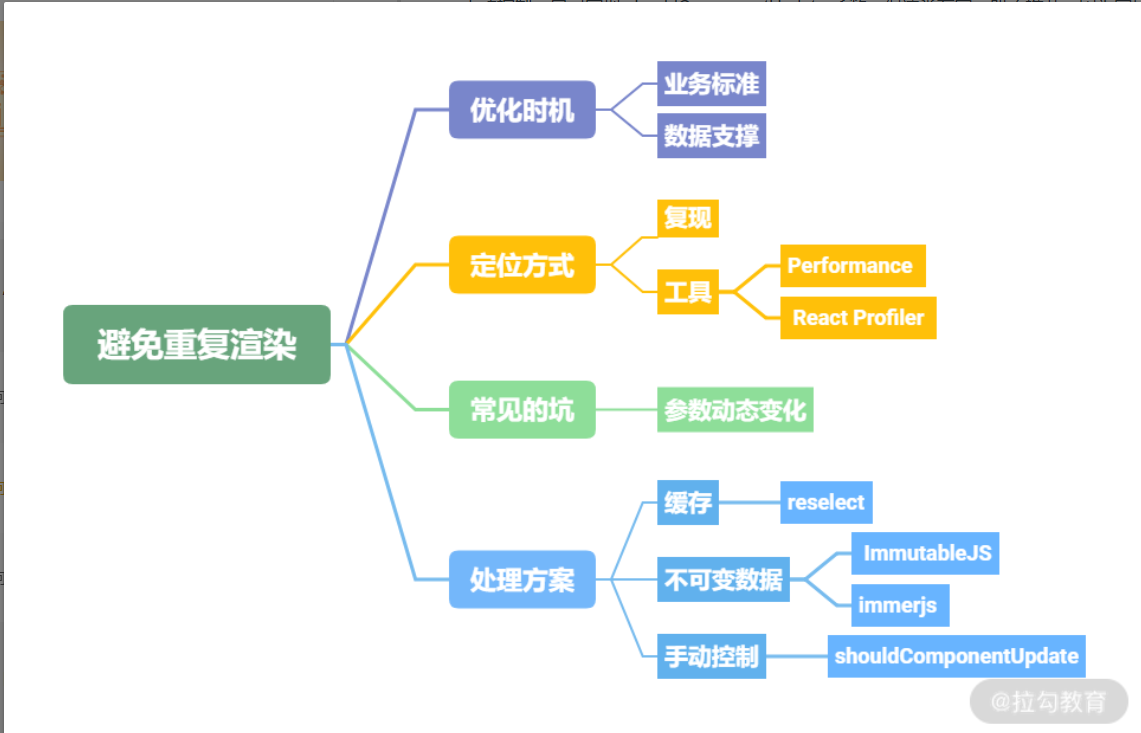 避免重复渲染
优化时机
业务标准
数据支撑
定位方式
复现
工具
Performance
React Profiler
常见的坑
参数动态变化
处理方案
缓存
reselect
不可变数据
ImmutableJS
immerjs
手动控制
shouldComponentUpdate
@拉勾教育